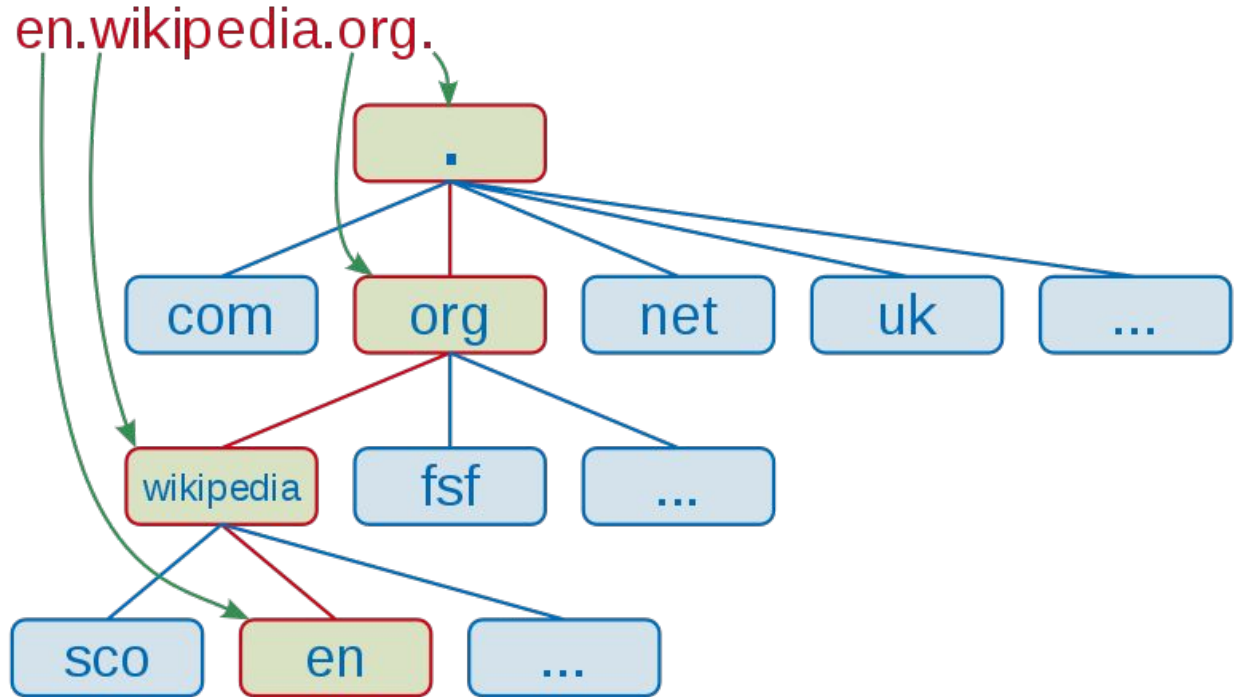 en.wikipedia.org.
.
com org net uk ...
wikipedia fsf ...
sco en ...